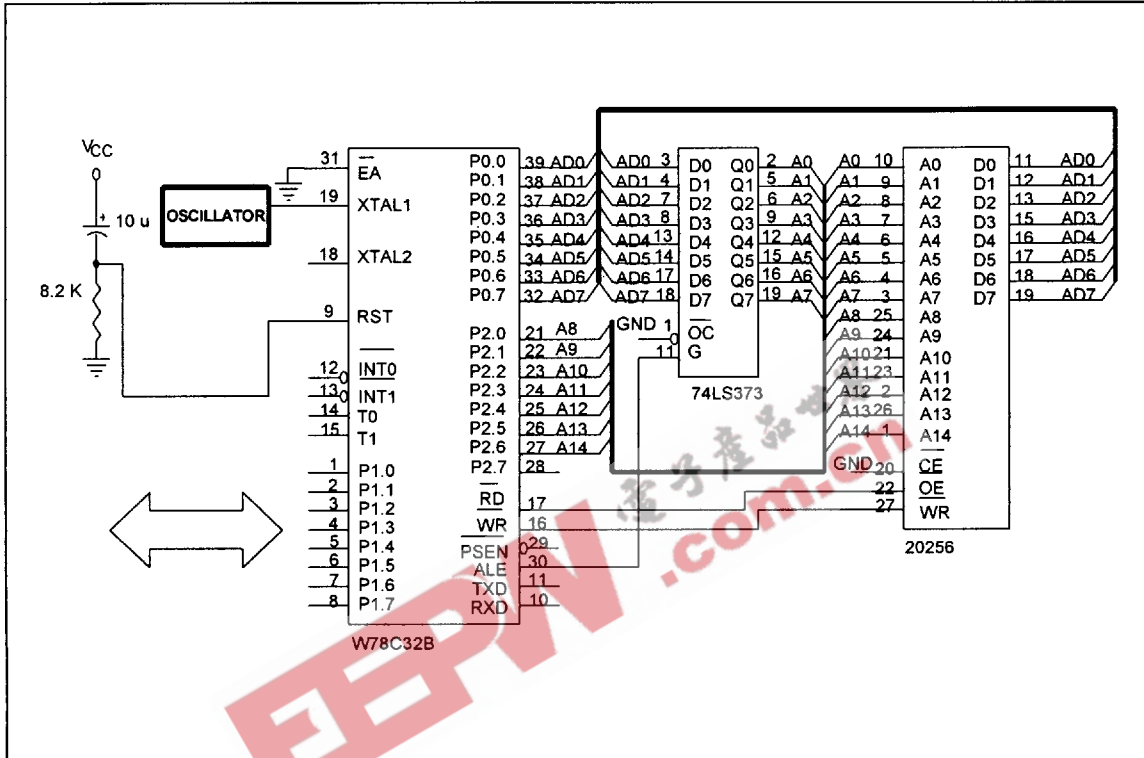 VCC
10 u
8.2 K
OSCILLATOR
31 EA
19 XTAL1
18 XTAL2
9 RST
12 INT0
13 INT1
14 T0
15 T1
1 P1.0
2 P1.1
3 P1.2
4 P1.3
5 P1.4
6 P1.5
7 P1.6
8 P1.7
P0.0 39 AD0
P0.1 38 AD1
P0.2 37 AD2
P0.3 36 AD3
P0.4 35 AD4
P0.5 34 AD5
P0.6 33 AD6
P0.7 32 AD7
P2.0 21 A8
P2.1 22 A9
P2.2 23 A10
P2.3 24 A11
P2.4 25 A12
P2.5 26 A13
P2.6 27 A14
P2.7 28
RD 17
WR 16
PSEN 29
ALE 30
TXD 11
RXD 10
W78C32B
AD0 3 D0 Q0 2 A0
AD1 4 D1 Q1 5 A1
AD2 7 D2 Q2 6 A2
AD3 8 D3 Q3 9 A3
AD4 13 D4 Q4 12 A4
AD5 14 D5 Q5 15 A5
AD6 17 D6 Q6 16 A6
AD7 18 D7 Q7 19 A7
GND 1 OC
11 G
74LS373
A0 10 A0 D0 11 AD0
A1 9 A1 D1 12 AD1
A2 8 A2 D2 13 AD2
A3 7 A3 D3 15 AD3
A4 6 A4 D4 16 AD4
A5 5 A5 D5 17 AD5
A6 4 A6 D6 18 AD6
A7 3 A7 D7 19 AD7
A8 25 A8
A9 24 A9
A10 21 A10
A11 23 A11
A12 2 A12
A13 26 A13
A14 1 A14
GND 20 CE
22 OE
27 WR
20256
電子產品世界
EEPW.com.cn